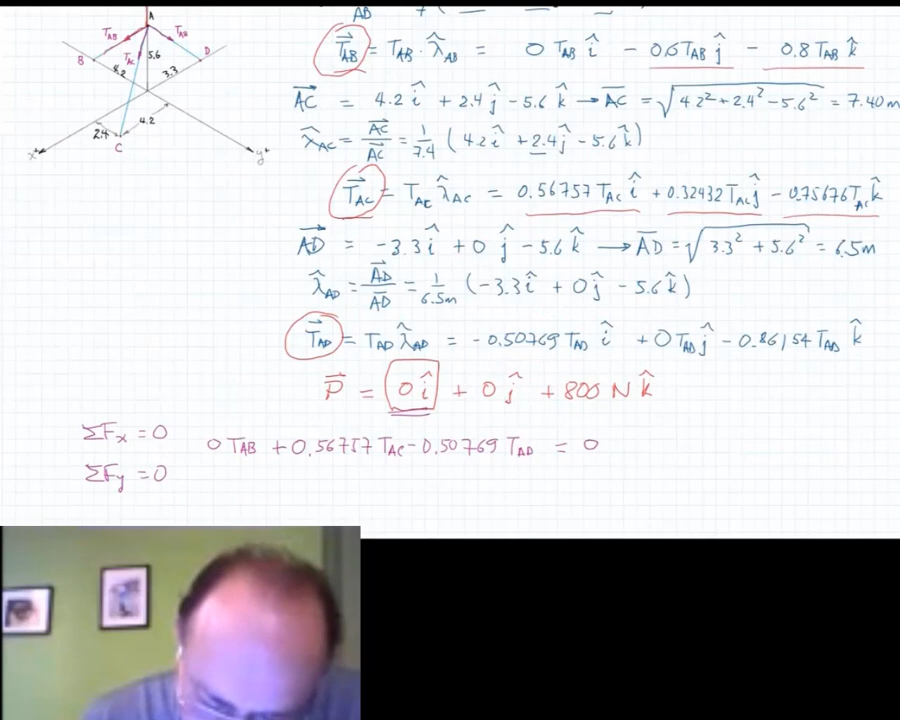 A
AB
T_AB
T_AB
T_AC
B
D
5.6
4.2
3.3
2.4
4.2
C
x+
y+
T⃗_AB = T_AB · λ̂_AB = 0 T_AB î − 0.6 T_AB ĵ − 0.8 T_AB k̂
AC⃗ = 4.2 î + 2.4 ĵ − 5.6 k̂ → A̅C̅ = √(4.2² + 2.4² − 5.6²) = 7.40 m
λ̂_AC = AC⃗ / A̅C̅ = 1/7.4 (4.2 î + 2.4 ĵ − 5.6 k̂)
T⃗_AC = T_AC λ̂_AC = 0.56757 T_AC î + 0.32432 T_AC ĵ − 0.75676 T_AC k̂
AD⃗ = −3.3 î + 0 ĵ − 5.6 k̂ → A̅D̅ = √(3.3² + 5.6²) = 6.5 m
λ̂_AD = AD⃗ / A̅D̅ = 1/6.5m (−3.3 î + 0 ĵ − 5.6 k̂)
T⃗_AD = T_AD λ̂_AD = −0.50769 T_AD î + 0 T_AD ĵ − 0.86154 T_AD k̂
P⃗ = 0 î + 0 ĵ + 800 N k̂
ΣFx = 0 0 T_AB + 0.56757 T_AC − 0.50769 T_AD = 0
ΣFy = 0